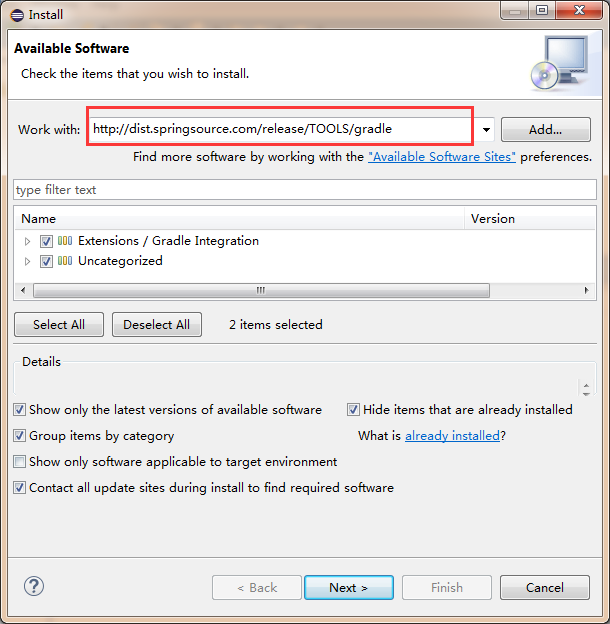 Install
Available Software
Check the items that you wish to install.
Work with: http://dist.springsource.com/release/TOOLS/gradle Add...
Find more software by working with the "Available Software Sites" preferences.
type filter text
Name Version
Extensions / Gradle Integration
Uncategorized
Select All Deselect All 2 items selected
Details
Show only the latest versions of available software Hide items that are already installed
Group items by category What is already installed?
Show only software applicable to target environment
Contact all update sites during install to find required software
? < Back Next > Finish Cancel